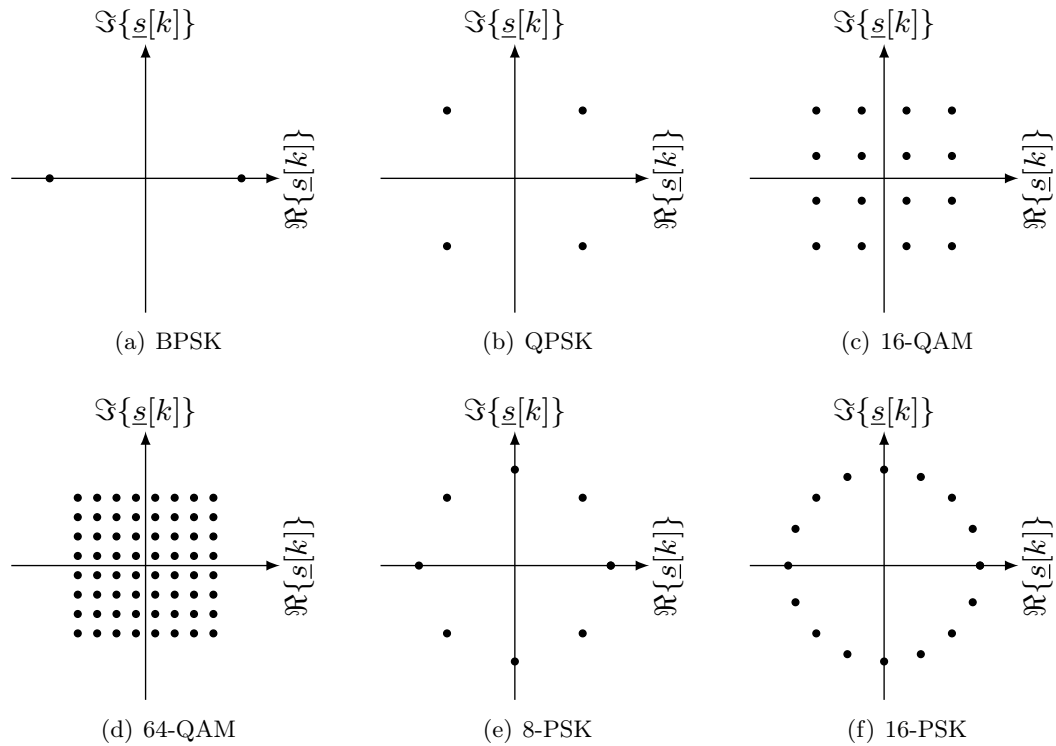 ℑ{s[k]}
ℜ{s[k]}
(a) BPSK
ℑ{s[k]}
ℜ{s[k]}
(b) QPSK
ℑ{s[k]}
ℜ{s[k]}
(c) 16-QAM
ℑ{s[k]}
ℜ{s[k]}
(d) 64-QAM
ℑ{s[k]}
ℜ{s[k]}
(e) 8-PSK
ℑ{s[k]}
ℜ{s[k]}
(f) 16-PSK